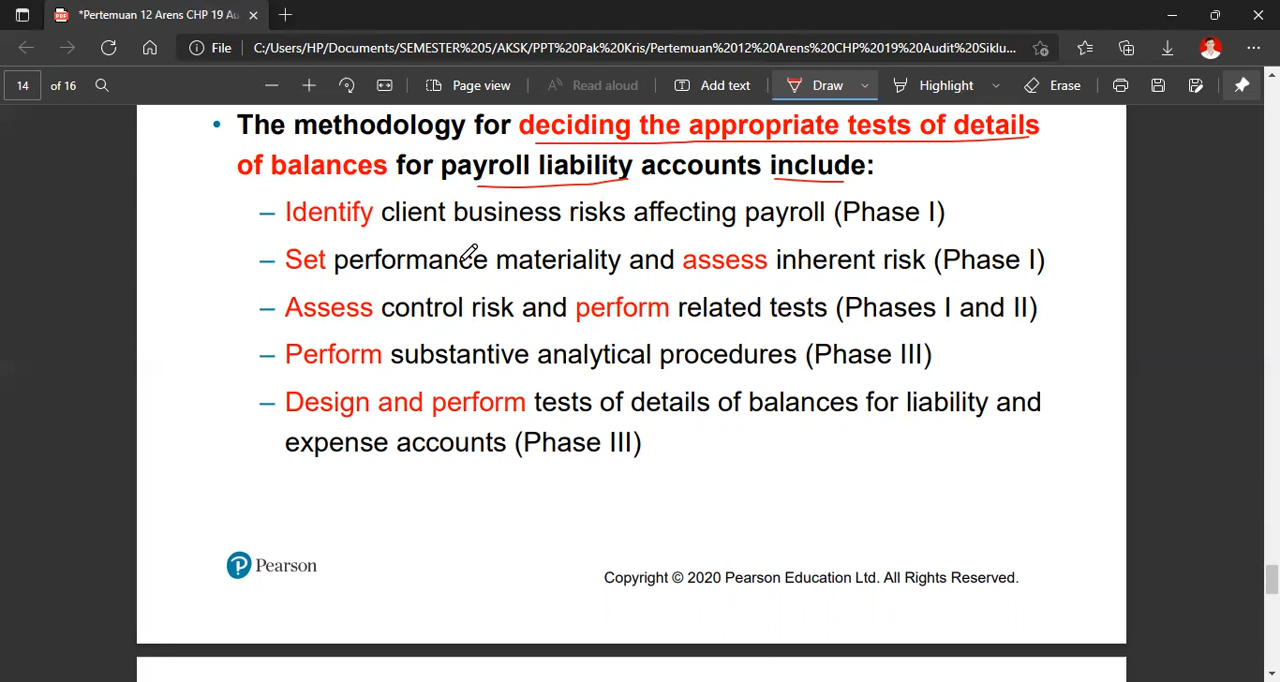 *Pertemuan 12 Arens CHP 19 Au
File C:/Users/HP/Documents/SEMESTER%205/AKSK/PPT%20Pak%20Kris/Pertemuan%2012%20Arens%20CHP%2019%20Audit%20Siklu...
14 of 16 Page view Read aloud Add text Draw Highlight Erase
• The methodology for deciding the appropriate tests of details
of balances for payroll liability accounts include:
– Identify client business risks affecting payroll (Phase I)
– Set performance materiality and assess inherent risk (Phase I)
– Assess control risk and perform related tests (Phases I and II)
– Perform substantive analytical procedures (Phase III)
– Design and perform tests of details of balances for liability and
expense accounts (Phase III)
Pearson
Copyright © 2020 Pearson Education Ltd. All Rights Reserved.